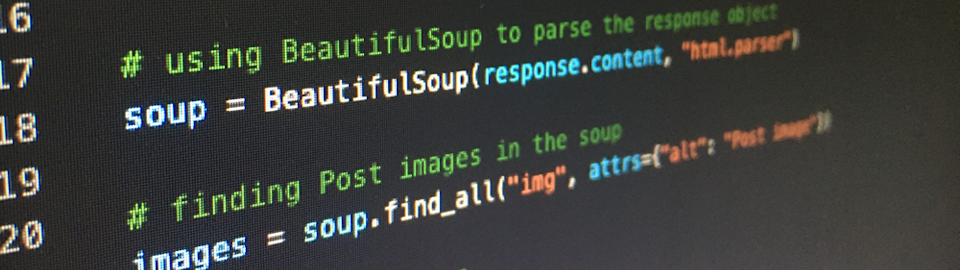 16
17 # using BeautifulSoup to parse the response object
18 soup = BeautifulSoup(response.content, "html.parser")
19
20 # finding Post images in the soup
images = soup.find_all("img", attrs={"alt": "Post image"})